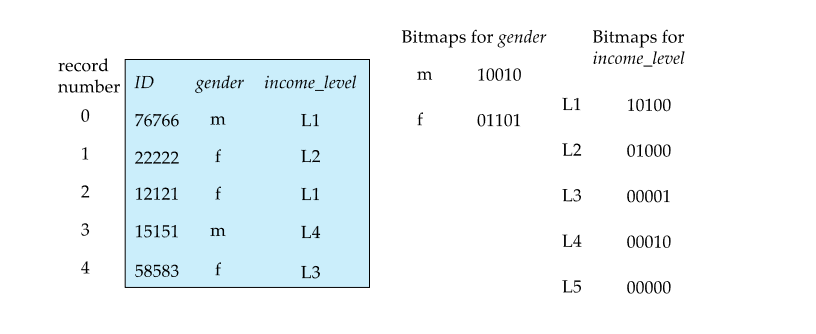 record
number
ID gender income_level
0 76766 m L1
1 22222 f L2
2 12121 f L1
3 15151 m L4
4 58583 f L3
Bitmaps for gender
m 10010
f 01101
Bitmaps for
income_level
L1 10100
L2 01000
L3 00001
L4 00010
L5 00000